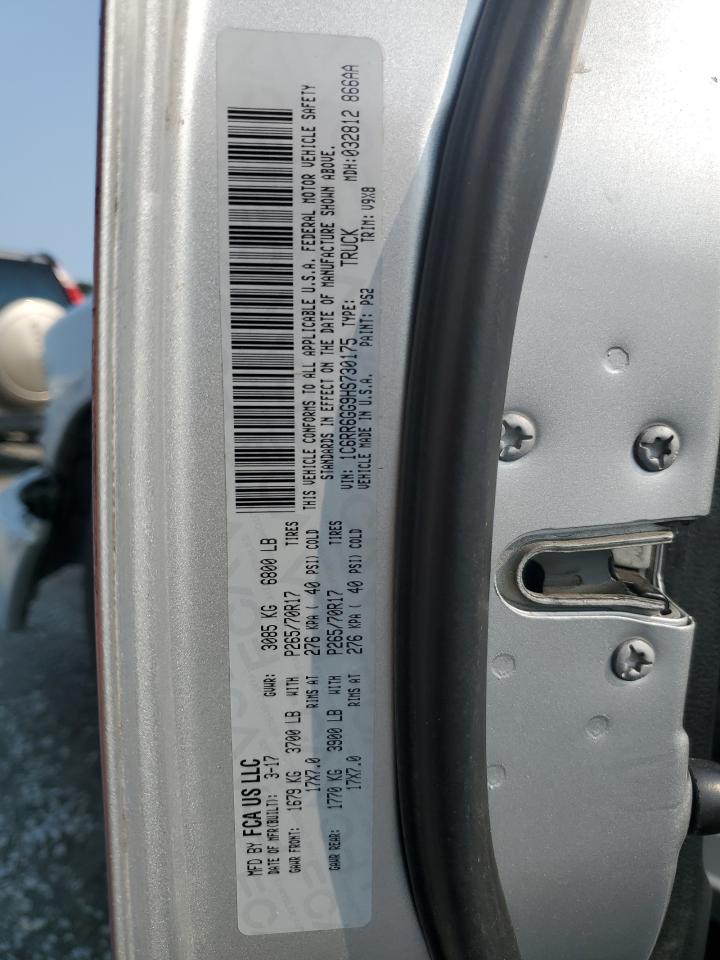 MFD BY FCA US LLC
DATE OF MFR(BUILT): 3-17 GVWR: 3085 KG 6800 LB
GAWR FRONT: 1679 KG 3700 LB WITH P265/70R17 TIRES
17X7.0 RIMS AT 276 KPA ( 40 PSI) COLD
GAWR REAR: 1770 KG 3900 LB WITH P265/70R17 TIRES
17X7.0 RIMS AT 276 KPA ( 40 PSI) COLD
THIS VEHICLE CONFORMS TO ALL APPLICABLE U.S.A. FEDERAL MOTOR VEHICLE SAFETY
STANDARDS IN EFFECT ON THE DATE OF MANUFACTURE SHOWN ABOVE.
VIN: 1C6RR6GG9HS730175 TYPE: TRUCK MDH:032812 866AA
VEHICLE MADE IN U.S.A. PAINT: PS2 TRIM: V9X8